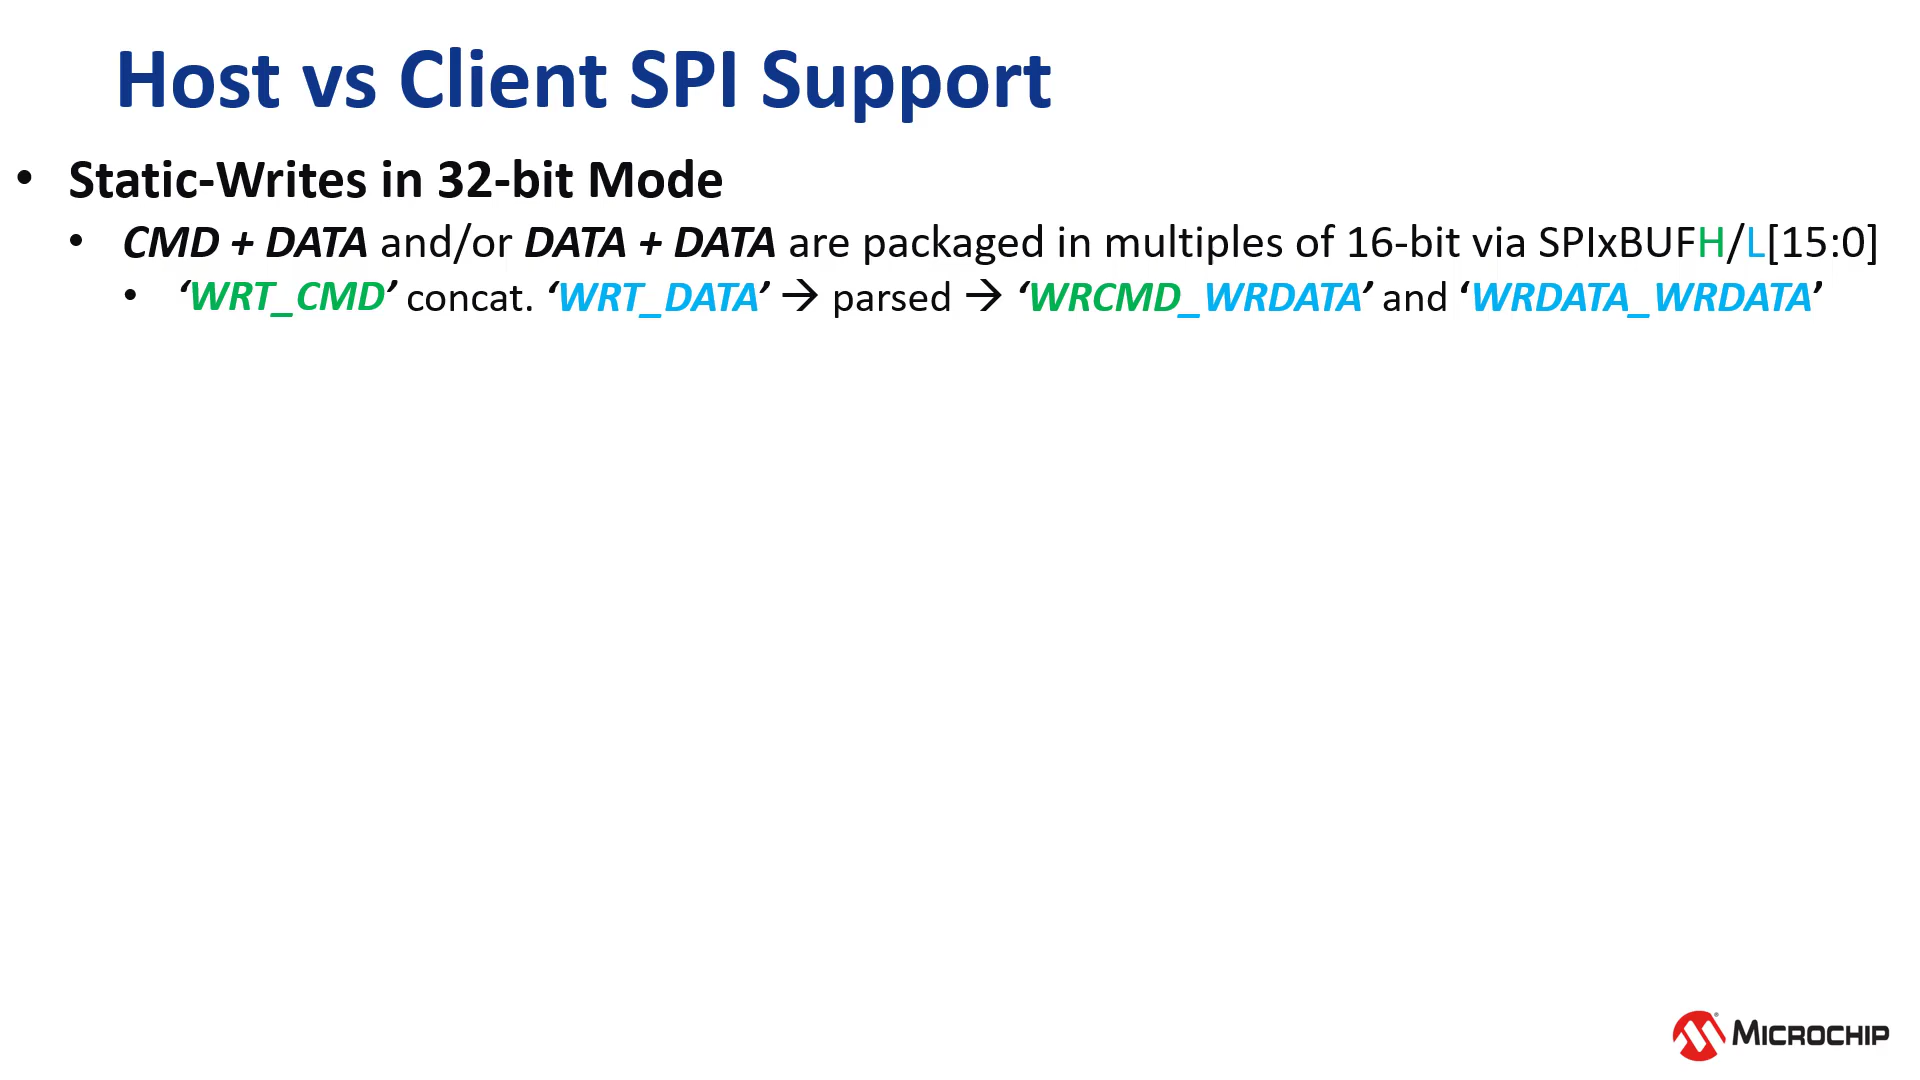 Host vs Client SPI Support
• Static-Writes in 32-bit Mode
• CMD + DATA and/or DATA + DATA are packaged in multiples of 16-bit via SPIxBUFH/L[15:0]
• ‘WRT_CMD’ concat. ‘WRT_DATA’ → parsed → ‘WRCMD_WRDATA’ and ‘WRDATA_WRDATA’
MICROCHIP